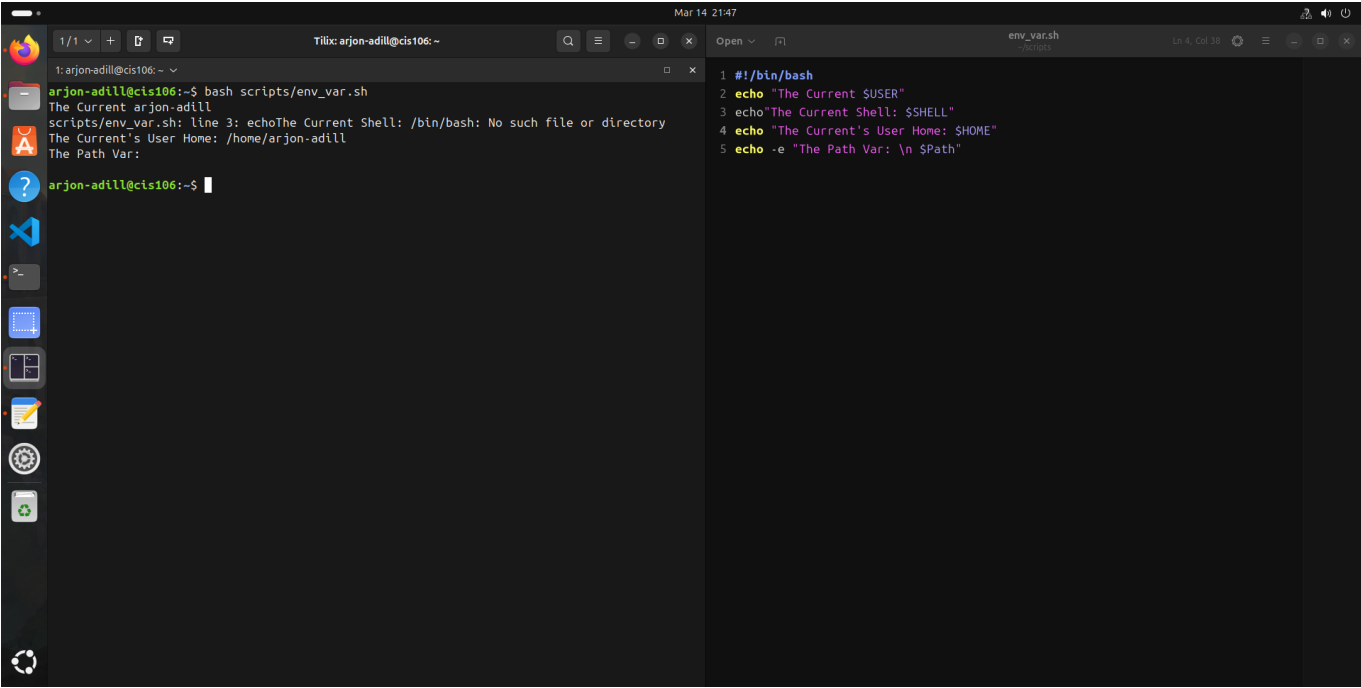 Mar 14 21:47
1/1
Tilix: arjon-adill@cis106: ~
1: arjon-adill@cis106: ~
arjon-adill@cis106:~$ bash scripts/env_var.sh
The Current arjon-adill
scripts/env_var.sh: line 3: echoThe Current Shell: /bin/bash: No such file or directory
The Current's User Home: /home/arjon-adill
The Path Var:
arjon-adill@cis106:~$
Open
env_var.sh
~/scripts
Ln 4, Col 38
1 #!/bin/bash
2 echo "The Current $USER"
3 echo"The Current Shell: $SHELL"
4 echo "The Current's User Home: $HOME"
5 echo -e "The Path Var: \n $Path"